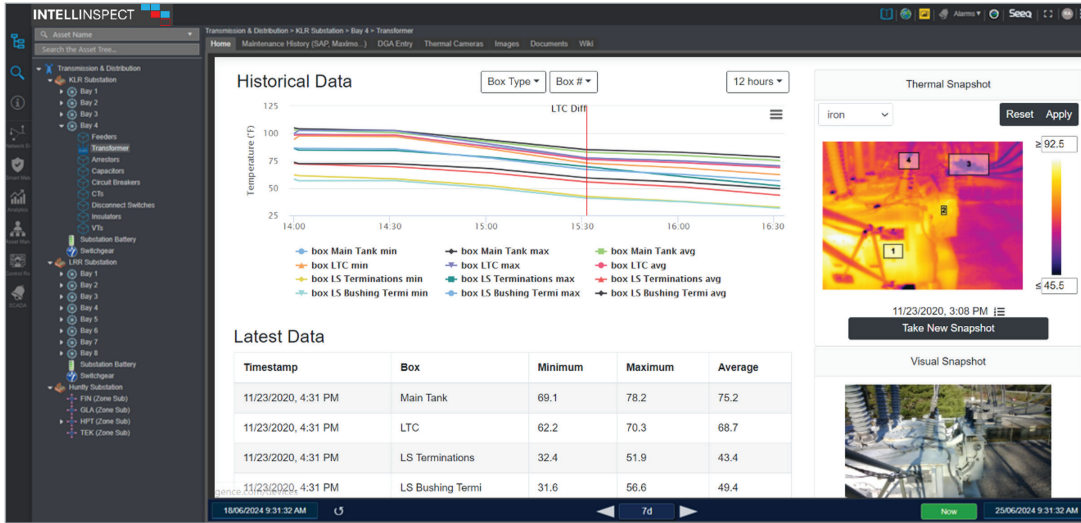 INTELLINSPECT
Alarms
Seeq
Asset Name
Search the Asset Tree...
Transmission & Distribution
KLR Substation
Bay 1
Bay 2
Bay 3
Bay 4
Feeders
Transformer
Arrestors
Capacitors
Circuit Breakers
CTs
Disconnect Switches
Insulators
VTs
Substation Battery
Switchgear
LRR Substation
Bay 1
Bay 2
Bay 3
Bay 4
Bay 5
Bay 6
Bay 7
Bay 8
Substation Battery
Switchgear
Huntly Substation
FIN (Zone Sub)
GLA (Zone Sub)
HPT (Zone Sub)
TEK (Zone Sub)
Analytics
SCADA
Transmission & Distribution > KLR Substation > Bay 4 > Transformer
Home Maintenance History (SAP, Maximo...) DGA Entry Thermal Cameras Images Documents Wiki
Historical Data
Box Type Box # 12 hours
LTC Diff
Temperature (°F)
125
100
75
50
25
14:00 14:30 15:00 15:30 16:00 16:30
box Main Tank min box Main Tank max box Main Tank avg
box LTC min box LTC max box LTC avg
box LS Terminations min box LS Terminations max box LS Terminations avg
box LS Bushing Termi min box LS Bushing Termi max box LS Bushing Termi avg
Latest Data
Timestamp Box Minimum Maximum Average
11/23/2020, 4:31 PM Main Tank 69.1 78.2 75.2
11/23/2020, 4:31 PM LTC 62.2 70.3 68.7
11/23/2020, 4:31 PM LS Terminations 32.4 51.9 43.4
11/23/2020, 4:31 PM LS Bushing Termi 31.6 56.6 49.4
gence.com/devices
Thermal Snapshot
iron Reset Apply
≥ 92.5
4
3
2
1
≤ 45.5
11/23/2020, 3:08 PM
Take New Snapshot
Visual Snapshot
18/06/2024 9:31:32 AM 7d Now 25/06/2024 9:31:32 AM